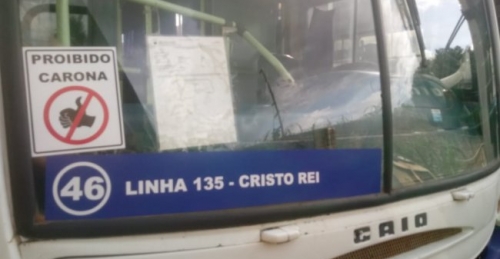 PROIBIDO
CARONA
46 LINHA 135 - CRISTO REI
CAIO